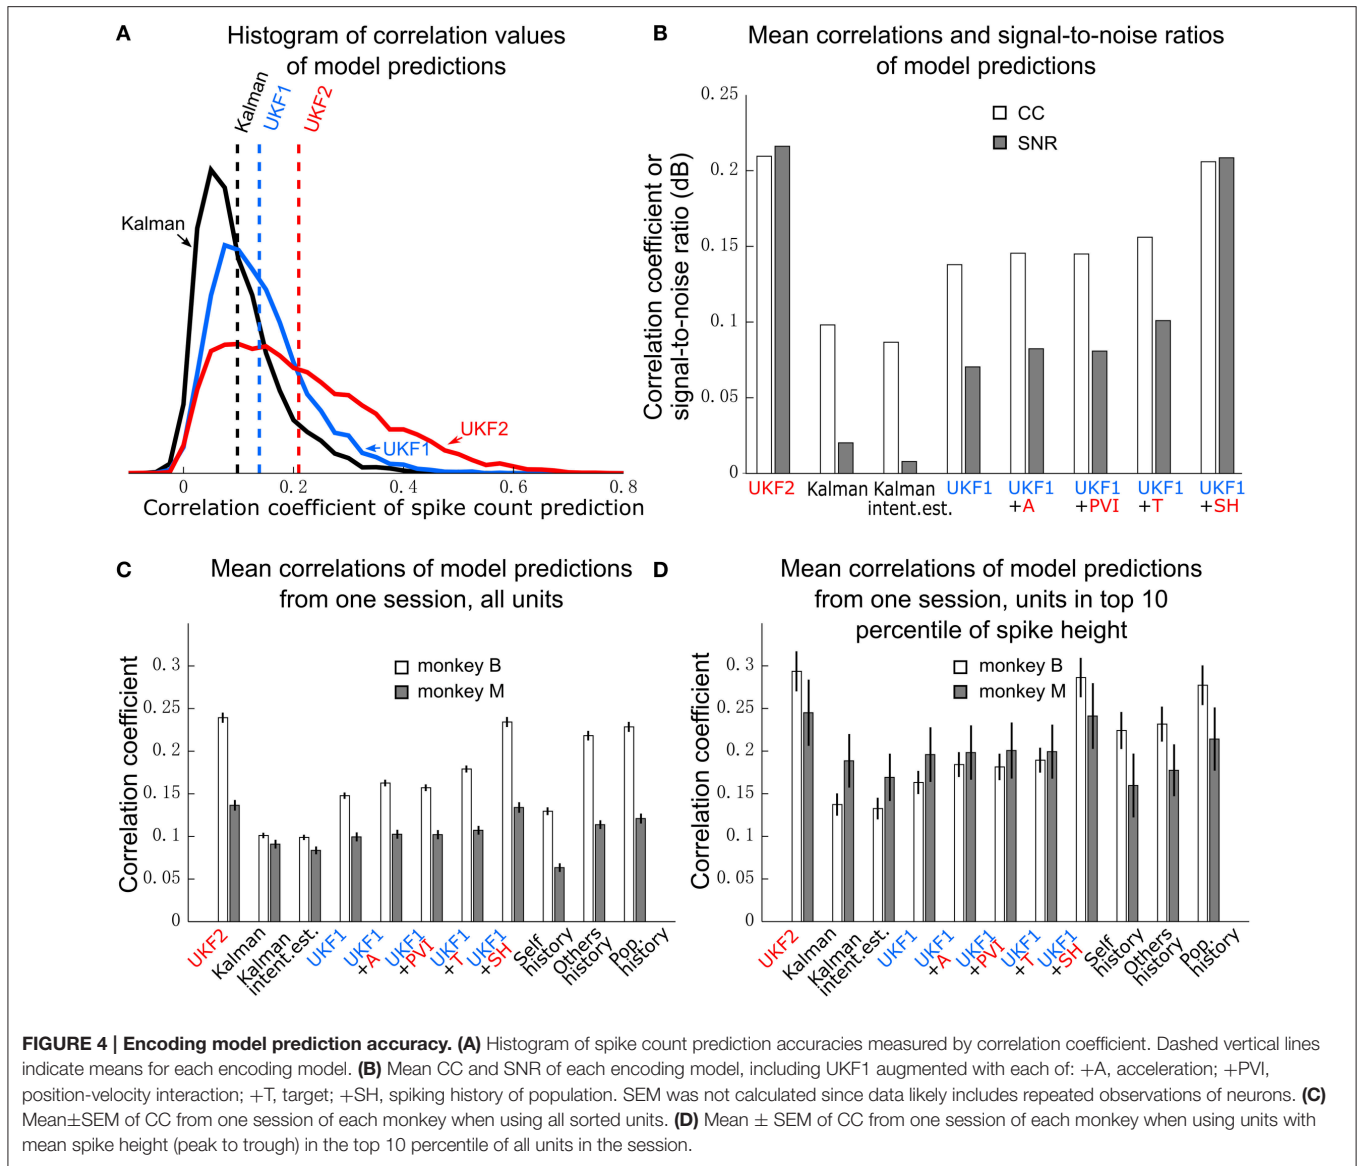 A
Histogram of correlation values
of model predictions
Kalman
UKF1
UKF2
Kalman
UKF2
UKF1
0
0.2
0.4
0.6
0.8
Correlation coefficient of spike count prediction
B
Mean correlations and signal-to-noise ratios
of model predictions
Correlation coefficient or
signal-to-noise ratio (dB)
0.25
0.2
0.15
0.1
0.05
0
CC
SNR
UKF2
Kalman
Kalman
intent.est.
UKF1
UKF1
+A
UKF1
+PVI
UKF1
+T
UKF1
+SH
C
Mean correlations of model predictions
from one session, all units
Correlation coefficient
0.3
0.25
0.2
0.15
0.1
0.05
0
monkey B
monkey M
UKF2
Kalman
Kalman
intent.est.
UKF1
UKF1
+A
UKF1
+PVI
UKF1
+T
UKF1
+SH
Self
history
Others
history
Pop.
history
D
Mean correlations of model predictions
from one session, units in top 10
percentile of spike height
Correlation coefficient
0.3
0.25
0.2
0.15
0.1
0.05
0
monkey B
monkey M
UKF2
Kalman
Kalman
intent.est.
UKF1
UKF1
+A
UKF1
+PVI
UKF1
+T
UKF1
+SH
Self
history
Others
history
Pop.
history
FIGURE 4 | Encoding model prediction accuracy. (A) Histogram of spike count prediction accuracies measured by correlation coefficient. Dashed vertical lines
indicate means for each encoding model. (B) Mean CC and SNR of each encoding model, including UKF1 augmented with each of: +A, acceleration; +PVI,
position-velocity interaction; +T, target; +SH, spiking history of population. SEM was not calculated since data likely includes repeated observations of neurons. (C)
Mean±SEM of CC from one session of each monkey when using all sorted units. (D) Mean ± SEM of CC from one session of each monkey when using units with
mean spike height (peak to trough) in the top 10 percentile of all units in the session.